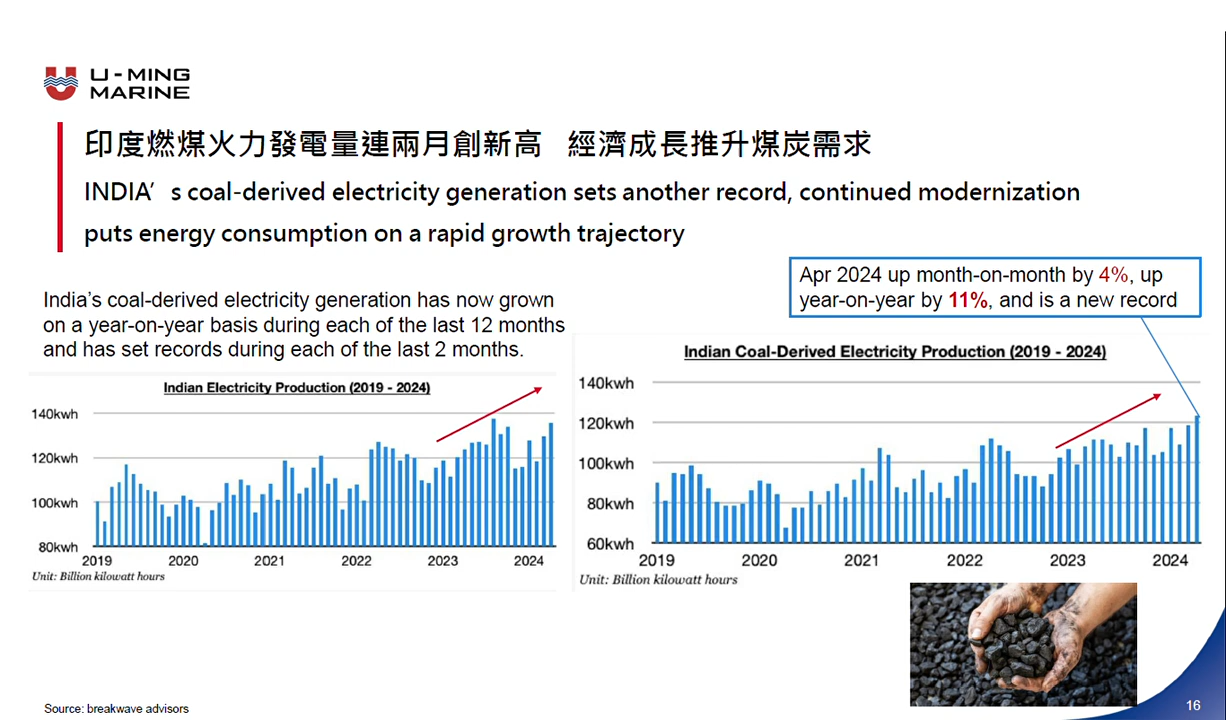 U-MING
MARINE
印度燃煤火力發電量連兩月創新高 經濟成長推升煤炭需求
INDIA’s coal-derived electricity generation sets another record, continued modernization
puts energy consumption on a rapid growth trajectory
Apr 2024 up month-on-month by 4%, up
year-on-year by 11%, and is a new record
India’s coal-derived electricity generation has now grown
on a year-on-year basis during each of the last 12 months
and has set records during each of the last 2 months.
Indian Electricity Production (2019 - 2024)
140kwh
120kwh
100kwh
80kwh
2019 2020 2021 2022 2023 2024
Unit: Billion kilowatt hours
Indian Coal-Derived Electricity Production (2019 - 2024)
140kwh
120kwh
100kwh
80kwh
60kwh
2019 2020 2021 2022 2023 2024
Unit: Billion kilowatt hours
Source: breakwave advisors
16